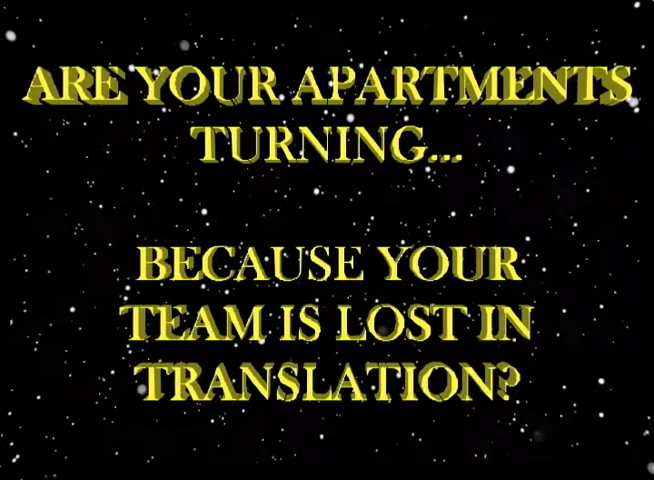 ARE YOUR APARTMENTS
TURNING...
BECAUSE YOUR
TEAM IS LOST IN
TRANSLATION?